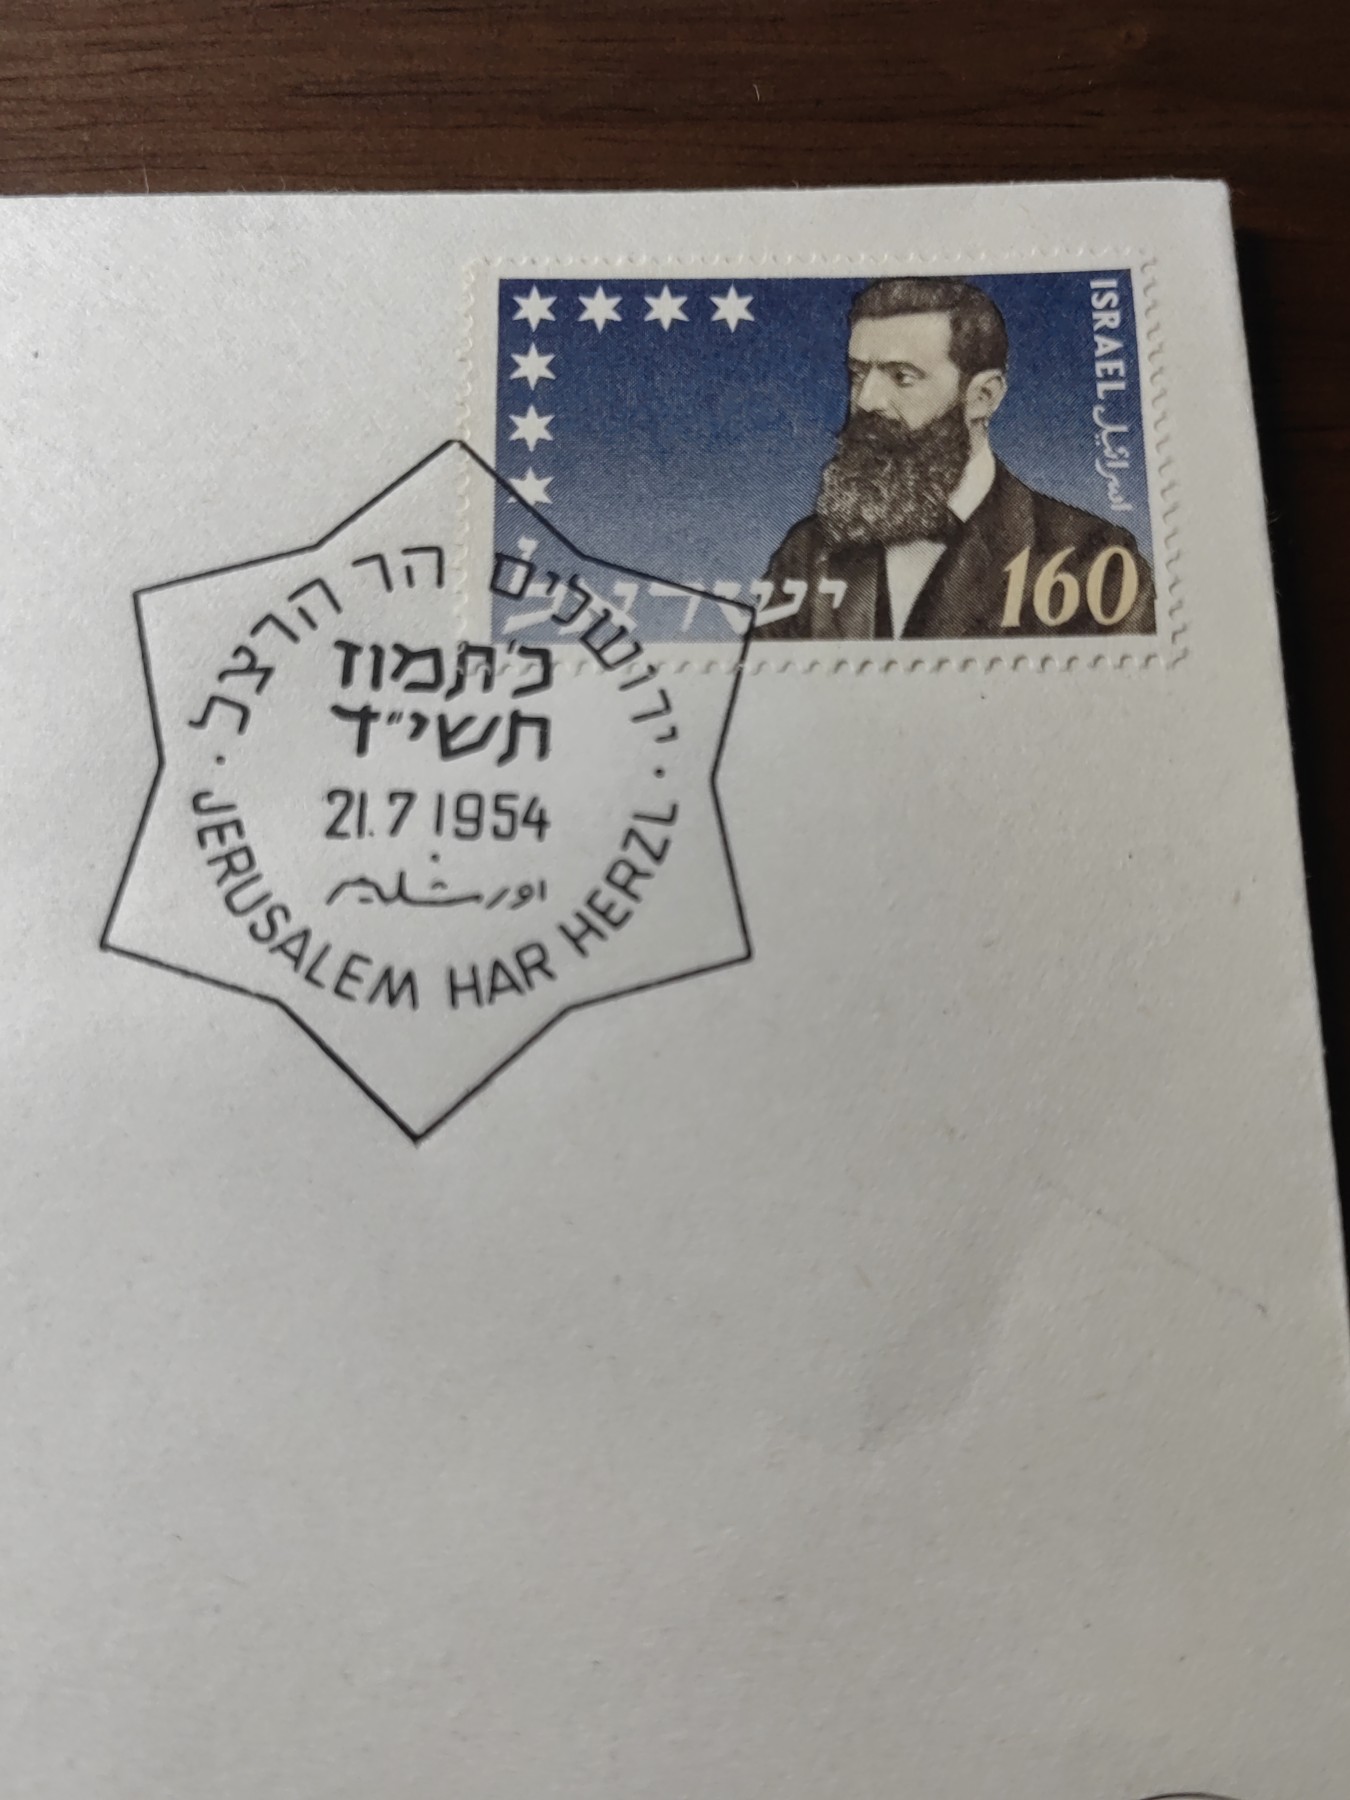 ISRAEL اسرائيل
ישראל
160
ירושלים הר הרצל
כ' תמוז
תשי"ד
21.7 1954
اورشليم
JERUSALEM HAR HERZL